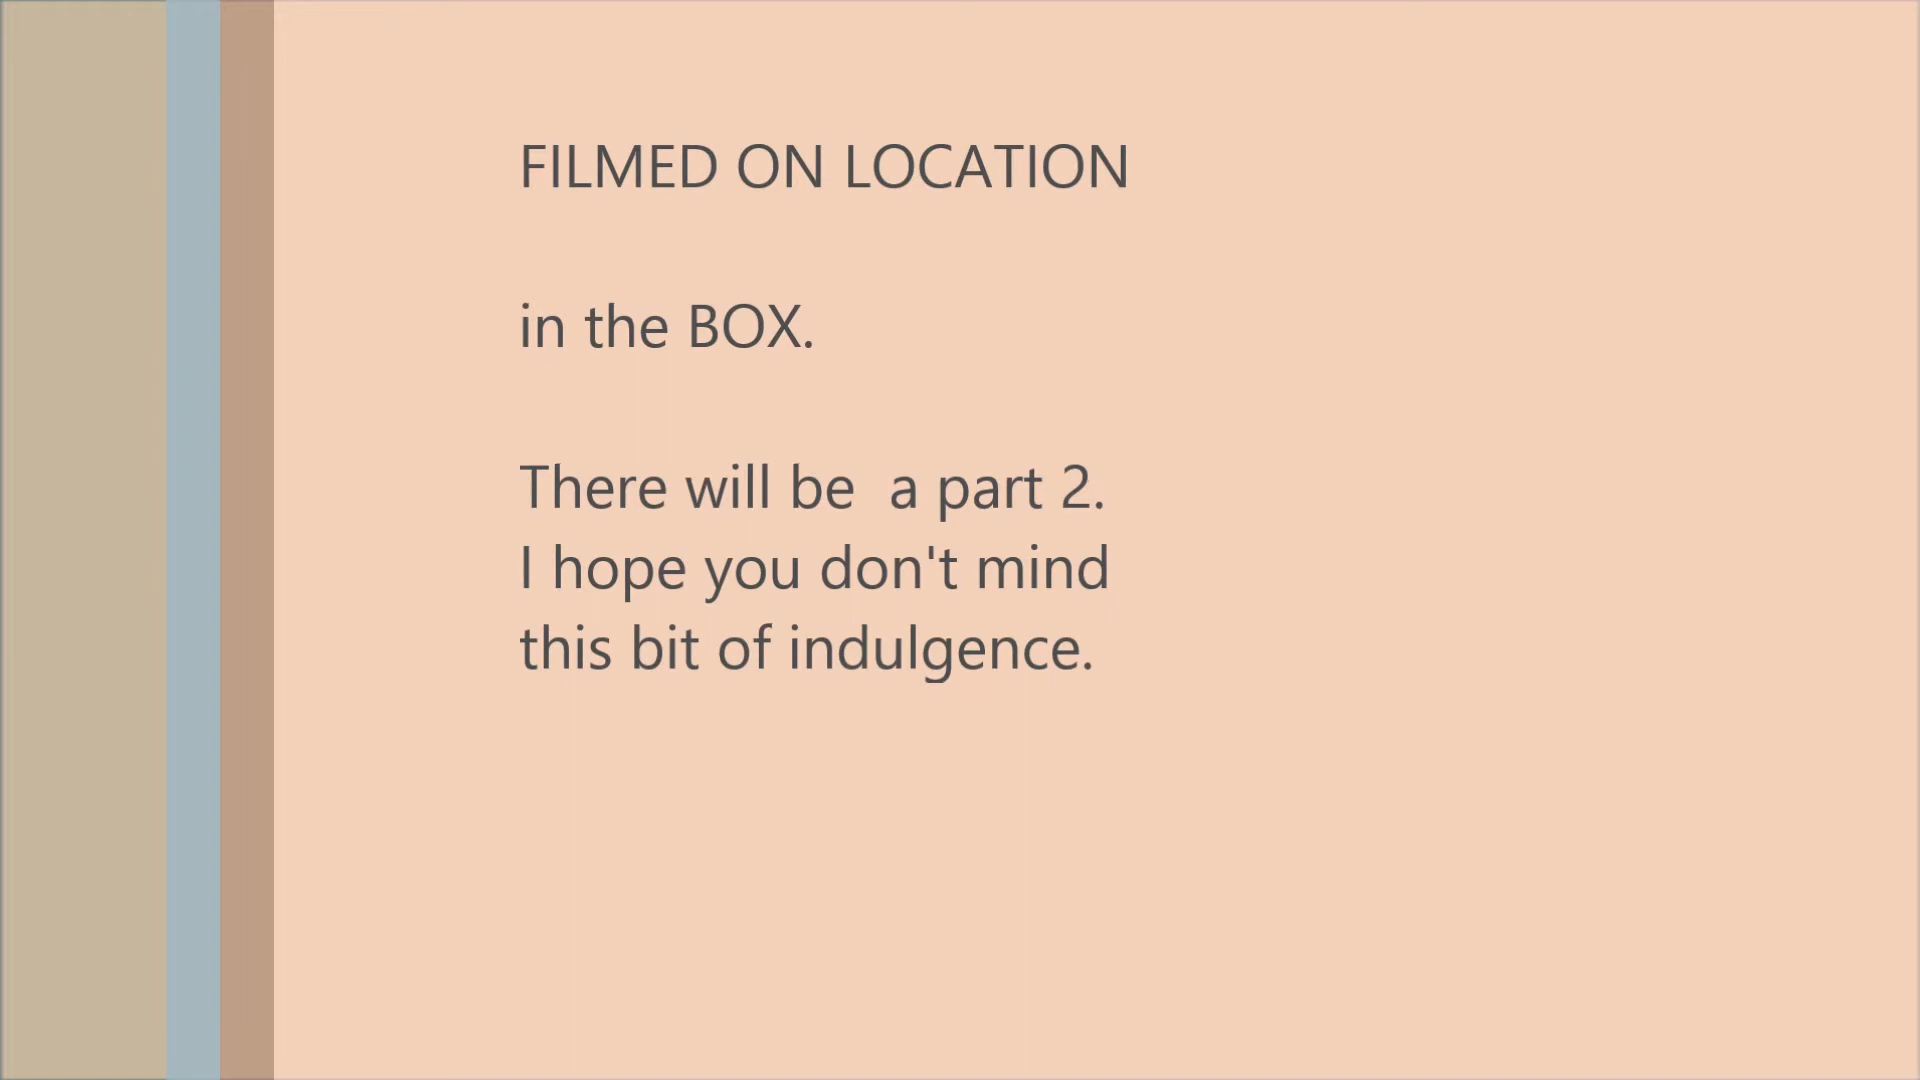 FILMED ON LOCATION
in the BOX.
There will be  a part 2.
I hope you don't mind
this bit of indulgence.